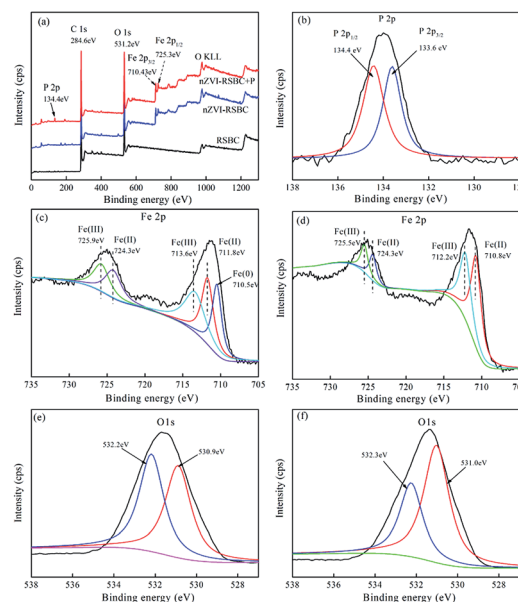 (a)
C 1s
284.6eV
O 1s
531.2eV
Fe 2p1/2
725.3eV
Fe 2p3/2
710.43eV
O KLL
nZVI-RSBC+P
P 2p
134.4eV
nZVI-RSBC
RSBC
Intensity (cps)
0 200 400 600 800 1000 1200
Binding energy (eV)
(b)
P 2p
P 2p1/2
134.4 eV
P 2p3/2
133.6 eV
Intensity (cps)
138 136 134 132 130
Binding energy (eV)
(c)
Fe 2p
Fe(III)
725.9eV
Fe(II)
724.3eV
Fe(III)
713.6eV
Fe(II)
711.8eV
Fe(0)
710.5eV
Intensity (cps)
735 730 725 720 715 710 705
Binding energy (eV)
(d)
Fe 2p
Fe(III)
725.5eV
Fe(II)
724.3eV
Fe(III)
712.2eV
Fe(II)
710.8eV
Intensity (cps)
735 730 725 720 715 710
Binding energy (eV)
(e)
O1s
532.2eV
530.9eV
Intensity (cps)
538 536 534 532 530 528
Binding energy (eV)
(f)
O1s
532.3eV
531.0eV
Intensity (cps)
538 536 534 532 530 528
Binding energy (eV)